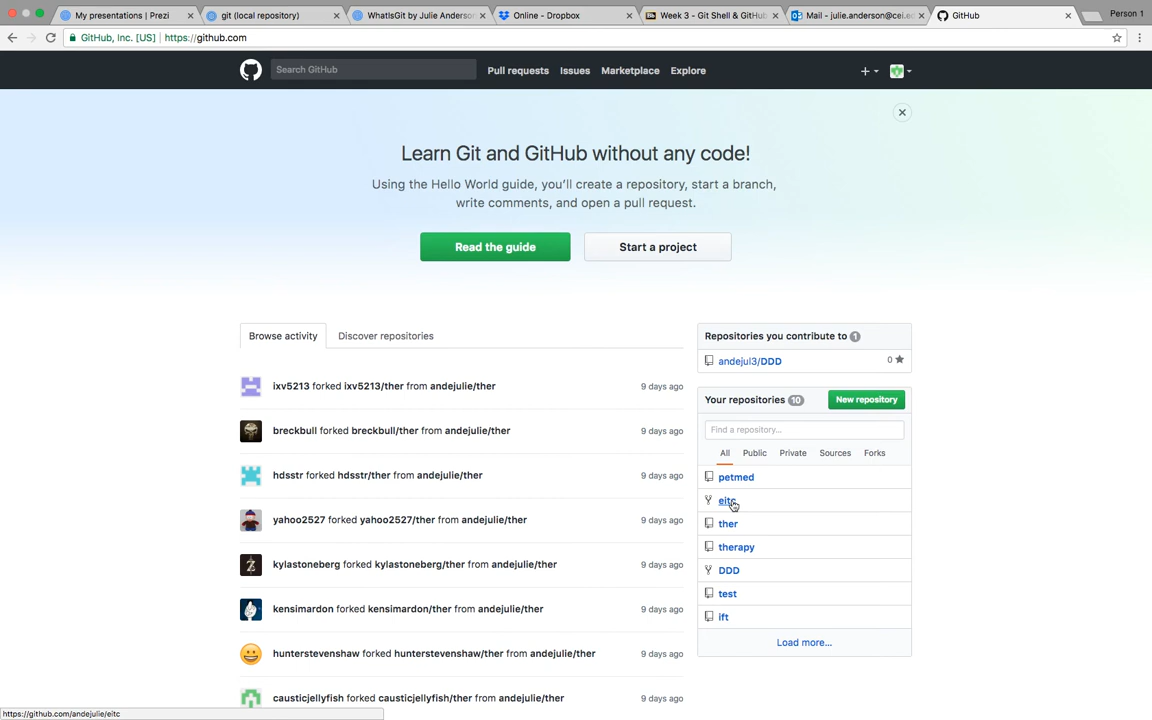 My presentations | Prezi
git (local repository)
WhatIsGit by Julie Anderson
Online - Dropbox
Week 3 - Git Shell & GitHub
Mail - julie.anderson@cei.ed
GitHub
Person 1
GitHub, Inc. [US] | https://github.com
Search GitHub
Pull requests Issues Marketplace Explore
Learn Git and GitHub without any code!
Using the Hello World guide, you'll create a repository, start a branch,
write comments, and open a pull request.
Read the guide
Start a project
Browse activity
Discover repositories
ixv5213 forked ixv5213/ther from andejulie/ther 9 days ago
breckbull forked breckbull/ther from andejulie/ther 9 days ago
hdsstr forked hdsstr/ther from andejulie/ther 9 days ago
yahoo2527 forked yahoo2527/ther from andejulie/ther 9 days ago
kylastoneberg forked kylastoneberg/ther from andejulie/ther 9 days ago
kensimardon forked kensimardon/ther from andejulie/ther 9 days ago
hunterstevenshaw forked hunterstevenshaw/ther from andejulie/ther 9 days ago
causticjellyfish forked causticjellyfish/ther from andejulie/ther 9 days ago
Repositories you contribute to 1
andejul3/DDD 0
Your repositories 10
New repository
Find a repository...
All Public Private Sources Forks
petmed
eitc
ther
therapy
DDD
test
ift
Load more...
https://github.com/andejulie/eitc